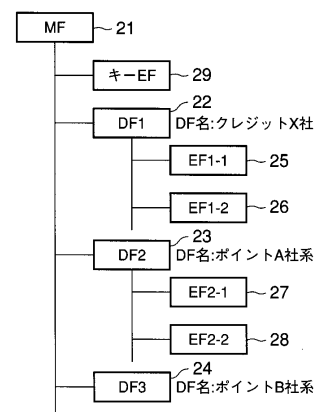 MF 21
キーEF 29
22
DF1 DF名:クレジットX社
EF1-1 25
EF1-2 26
23
DF2 DF名:ポイントA社系
EF2-1 27
EF2-2 28
24
DF3 DF名:ポイントB社系